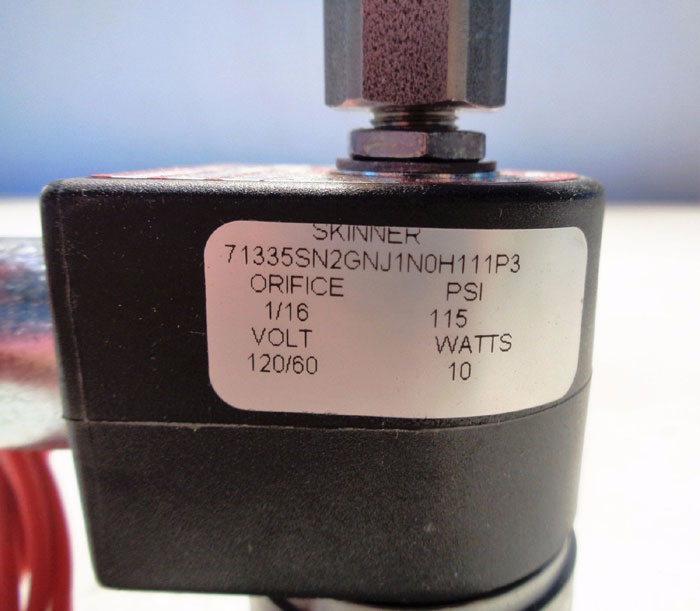 SKINNER
71335SN2GNJ1N0H111P3
ORIFICE PSI
1/16 115
VOLT WATTS
120/60 10